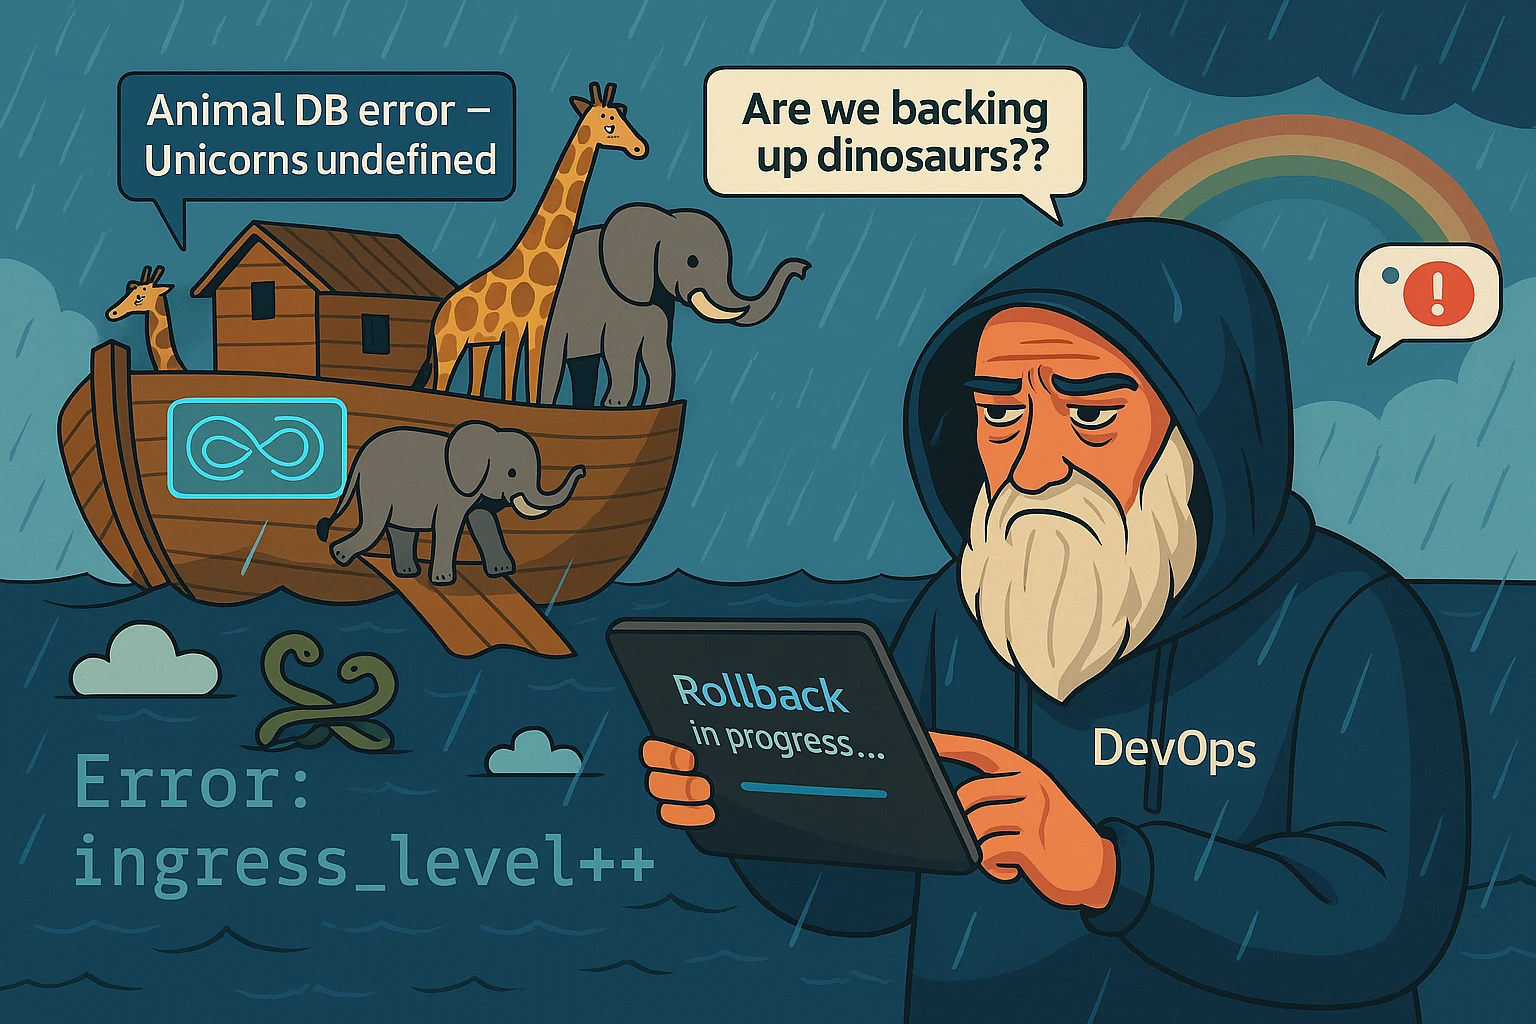 Animal DB error –
Unicorns undefined
Are we backing
up dinosaurs??
!
Rollback
in progress...
DevOps
Error:
ingress_level++